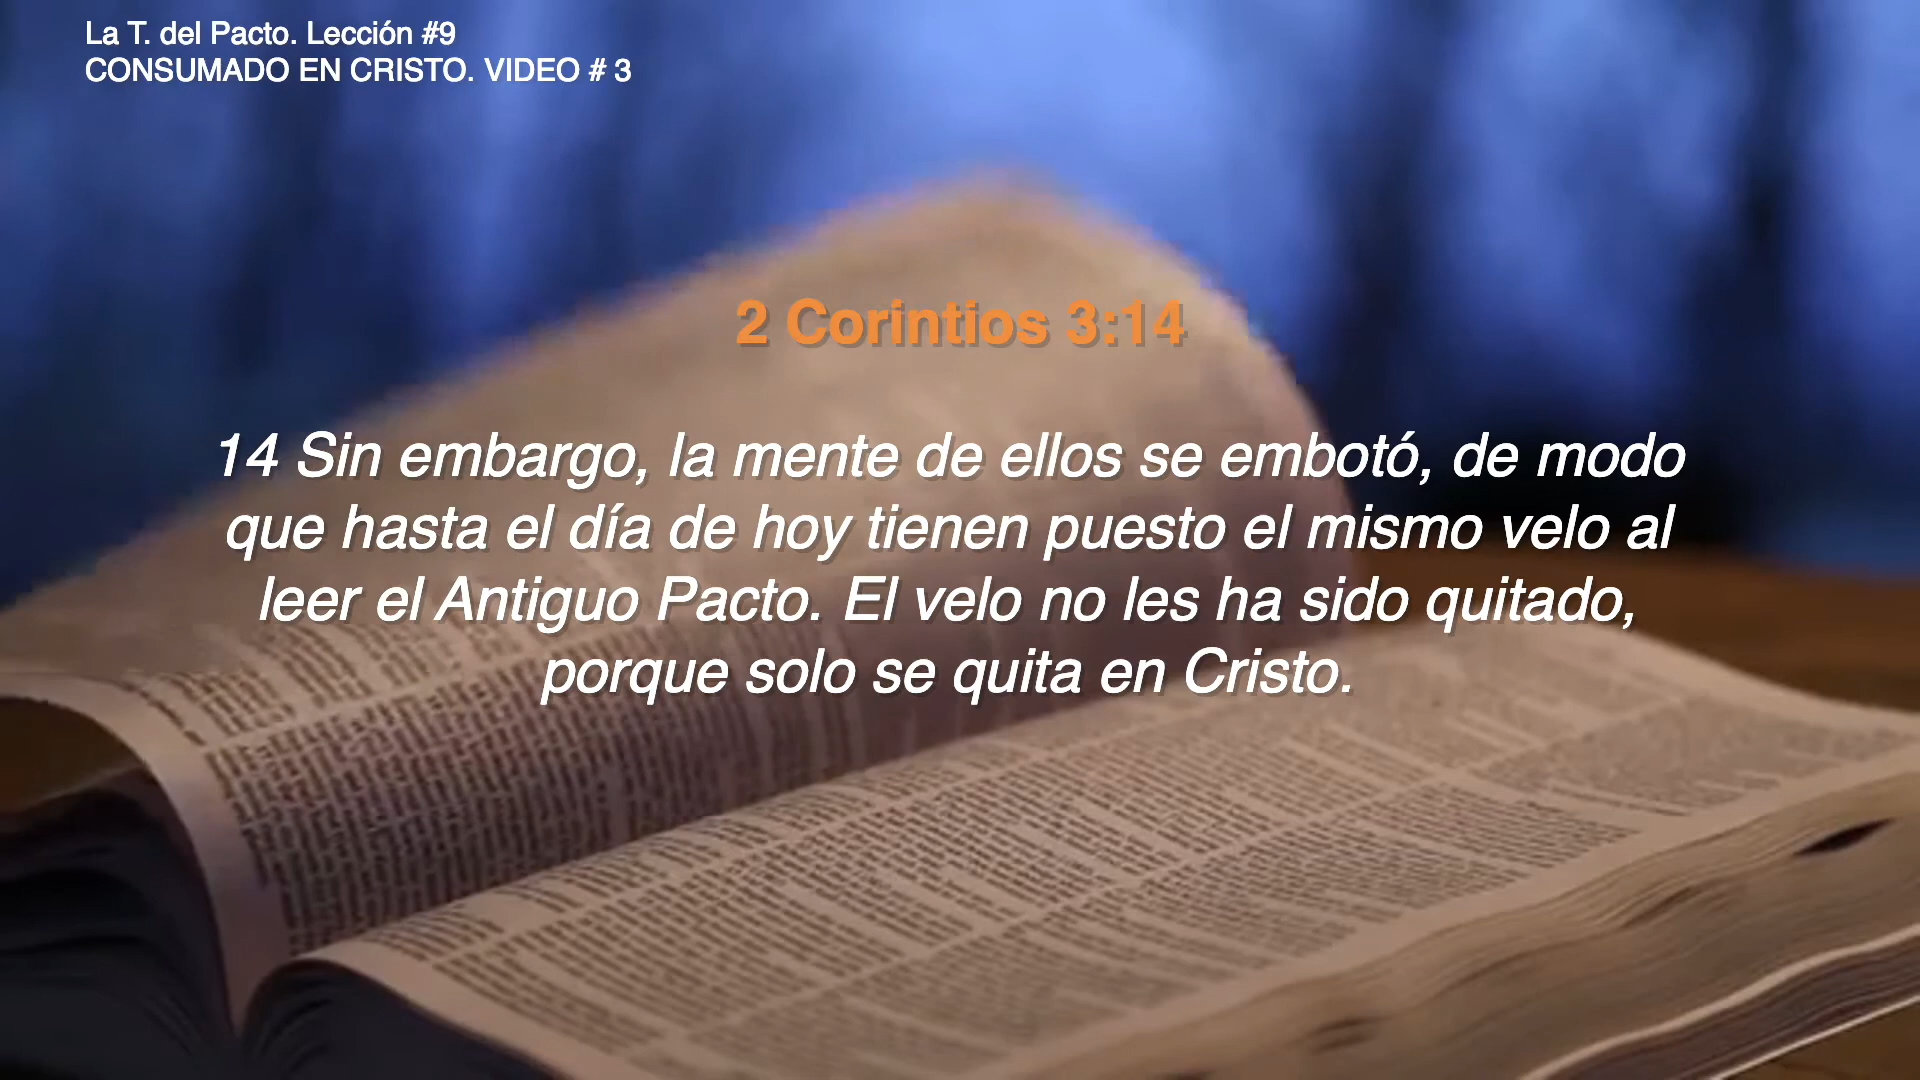 La T. del Pacto. Lección #9
CONSUMADO EN CRISTO. VIDEO # 3
2 Corintios 3:14
14 Sin embargo, la mente de ellos se embotó, de modo
que hasta el día de hoy tienen puesto el mismo velo al
leer el Antiguo Pacto. El velo no les ha sido quitado,
porque solo se quita en Cristo.